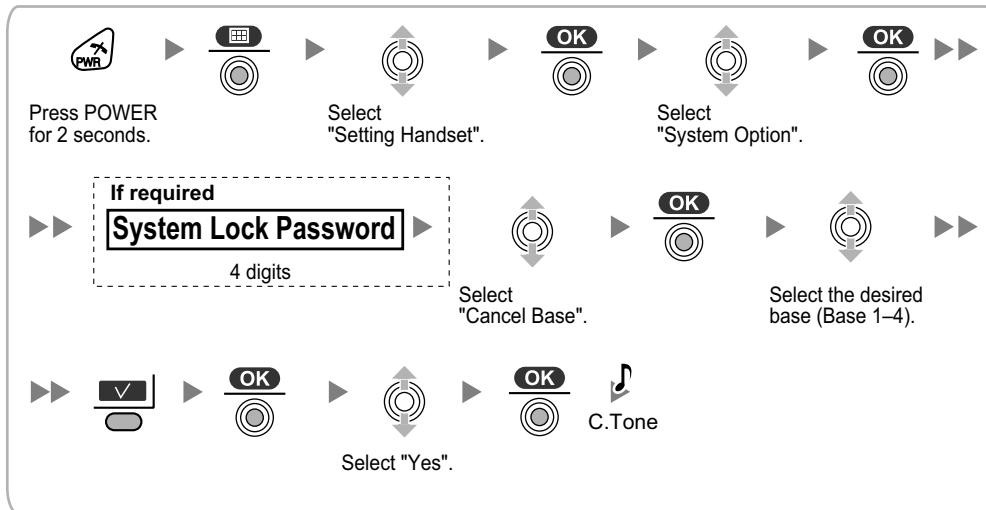 PWR
OK
OK
Press POWER
for 2 seconds.
Select
"Setting Handset".
Select
"System Option".
If required
System Lock Password
4 digits
OK
Select
"Cancel Base".
Select the desired
base (Base 1–4).
OK
OK
C.Tone
Select "Yes".